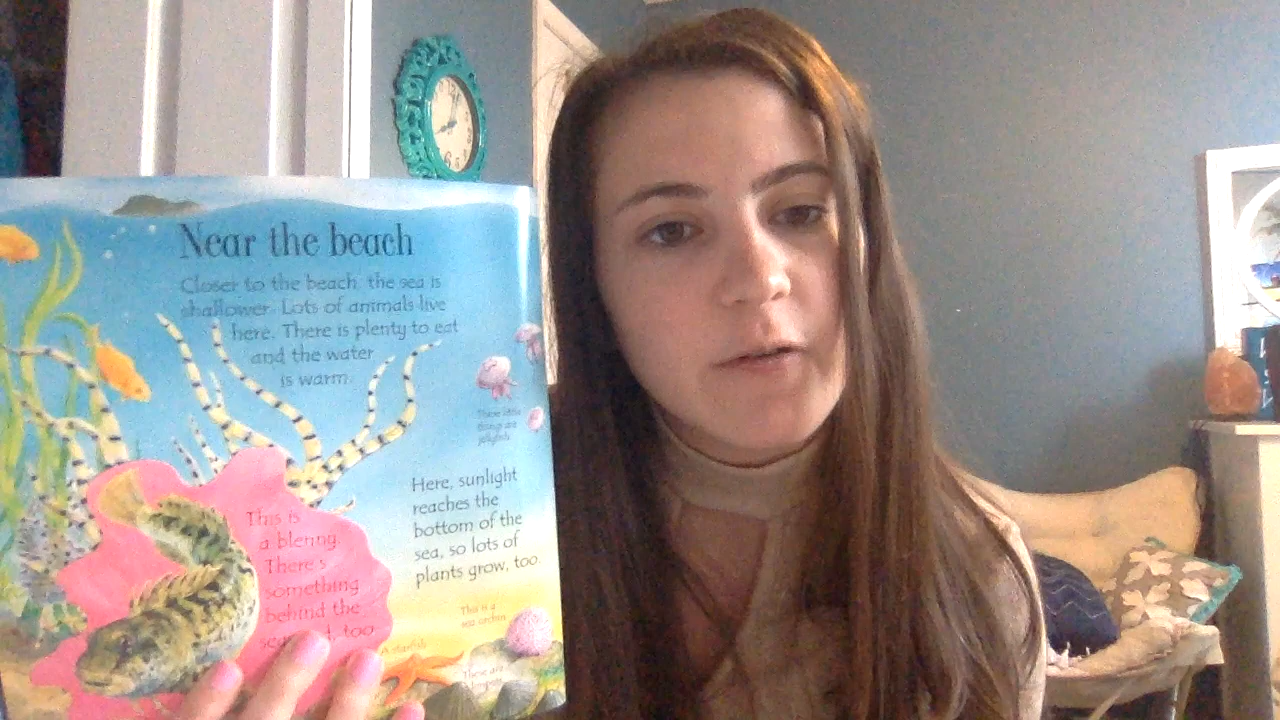 Near the beach
Closer to the beach, the sea is
shallower. Lots of animals live
here. There is plenty to eat
and the water
is warm.
These little
things are
jellyfish.
Here, sunlight
reaches the
bottom of the
sea, so lots of
plants grow, too.
This is
a blenny.
There's
something
behind the
too.
This is a
sea urchin.
A starfish
These are
limpets